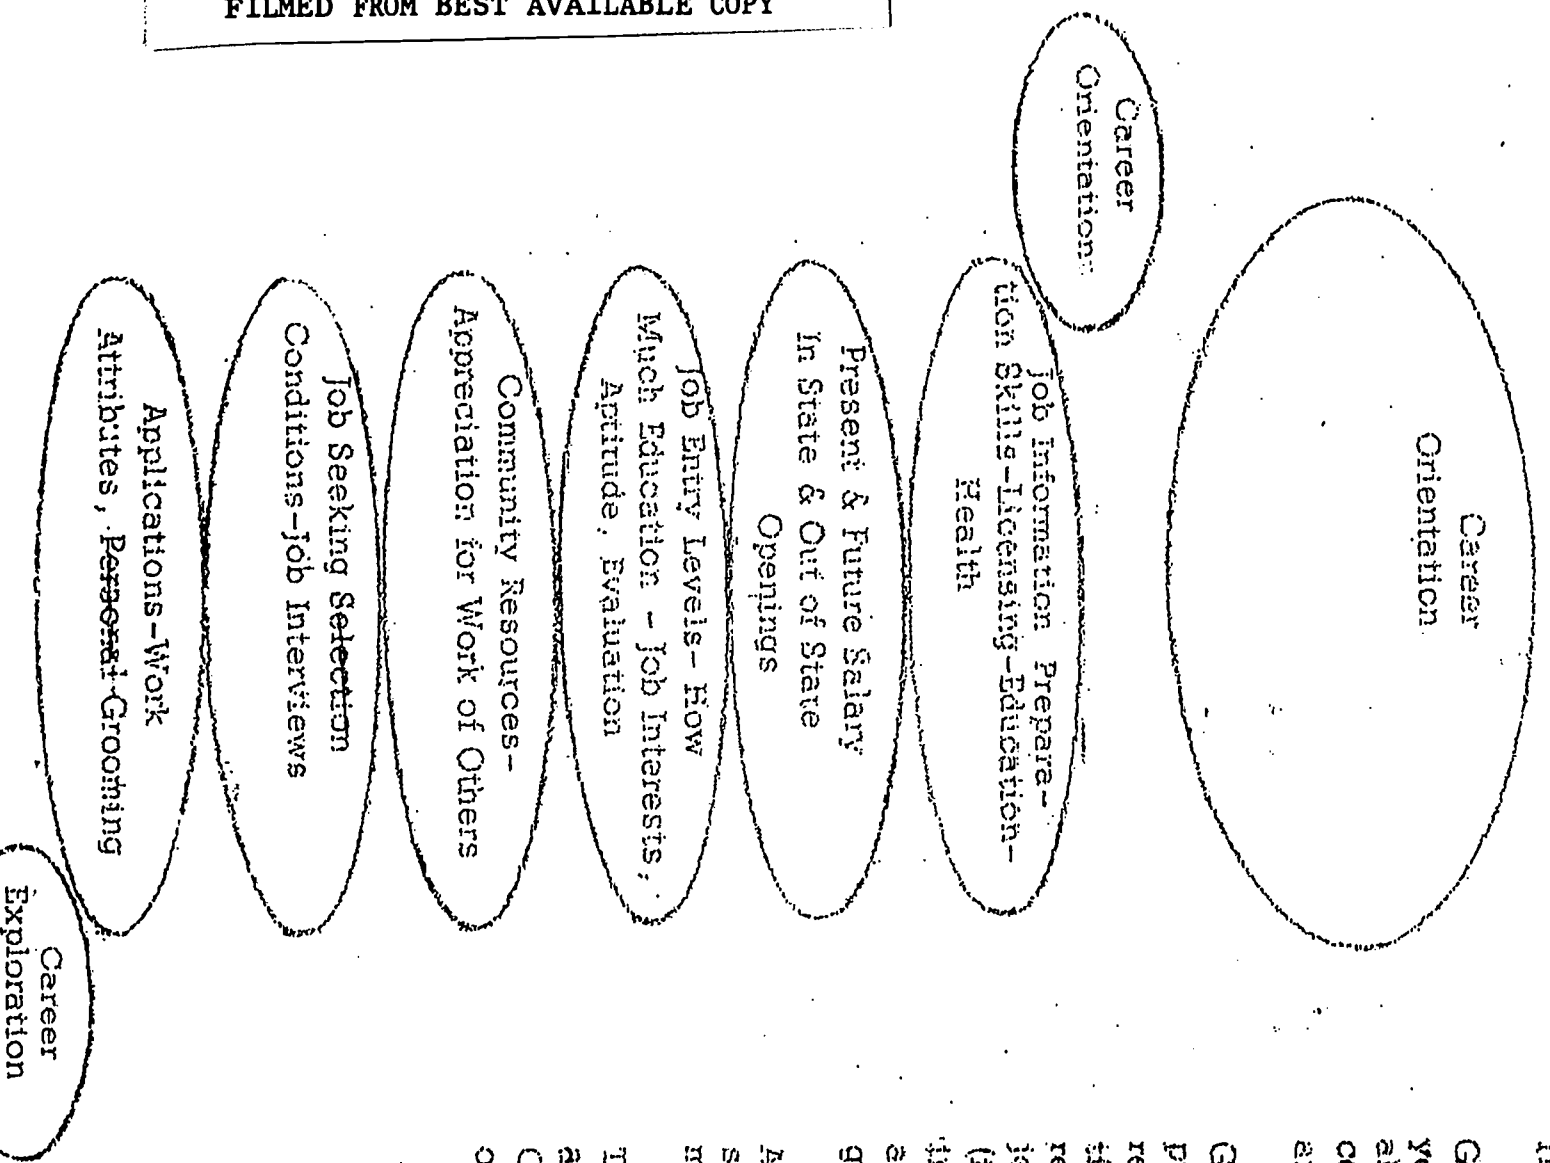 FILMED FROM BEST AVAILABLE COPY
Career
Orientation
Career
Orientation
Job Information Prepara-
tion Skills-Licensing-Education-
Health
Present & Future Salary
In State & Out of State
Openings
Job Entry Levels- How
Much Education - Job Interests,
Aptitude, Evaluation
Community Resources-
Appreciation for Work of Others
Job Seeking Selection
Conditions-Job Interviews
Applications-Work
Attributes, Personal Grooming
Career
Exploration